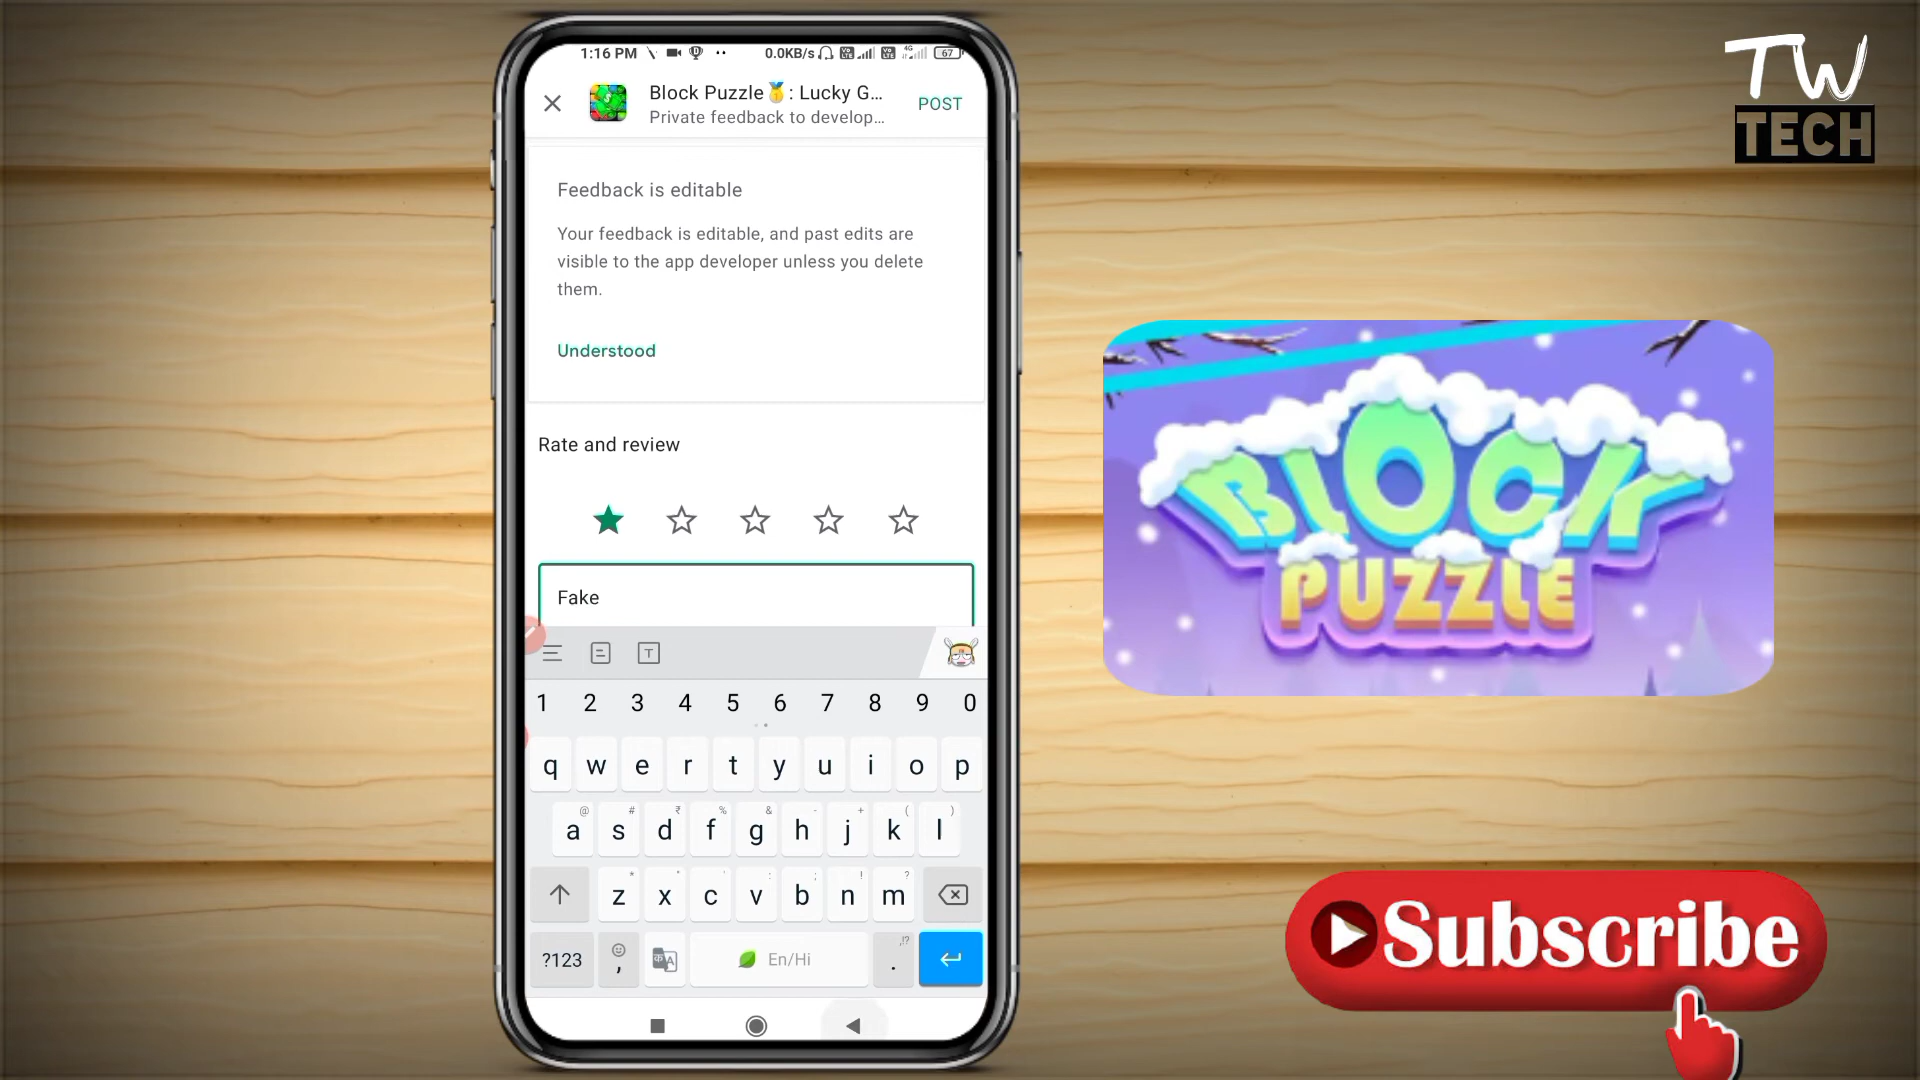 1:16 PM
0.0KB/s
4G
67
Block Puzzle🥇: Lucky G...
Private feedback to develop...
POST
Feedback is editable
Your feedback is editable, and past edits are
visible to the app developer unless you delete
them.
Understood
Rate and review
Fake
1 2 3 4 5 6 7 8 9 0
q w e r t y u i o p
@ # ₹ % & - + ( )
a s d f g h j k l
z x c v b n m
?123 , En/Hi .
TW
TECH
BLOCK
PUZZLE
Subscribe